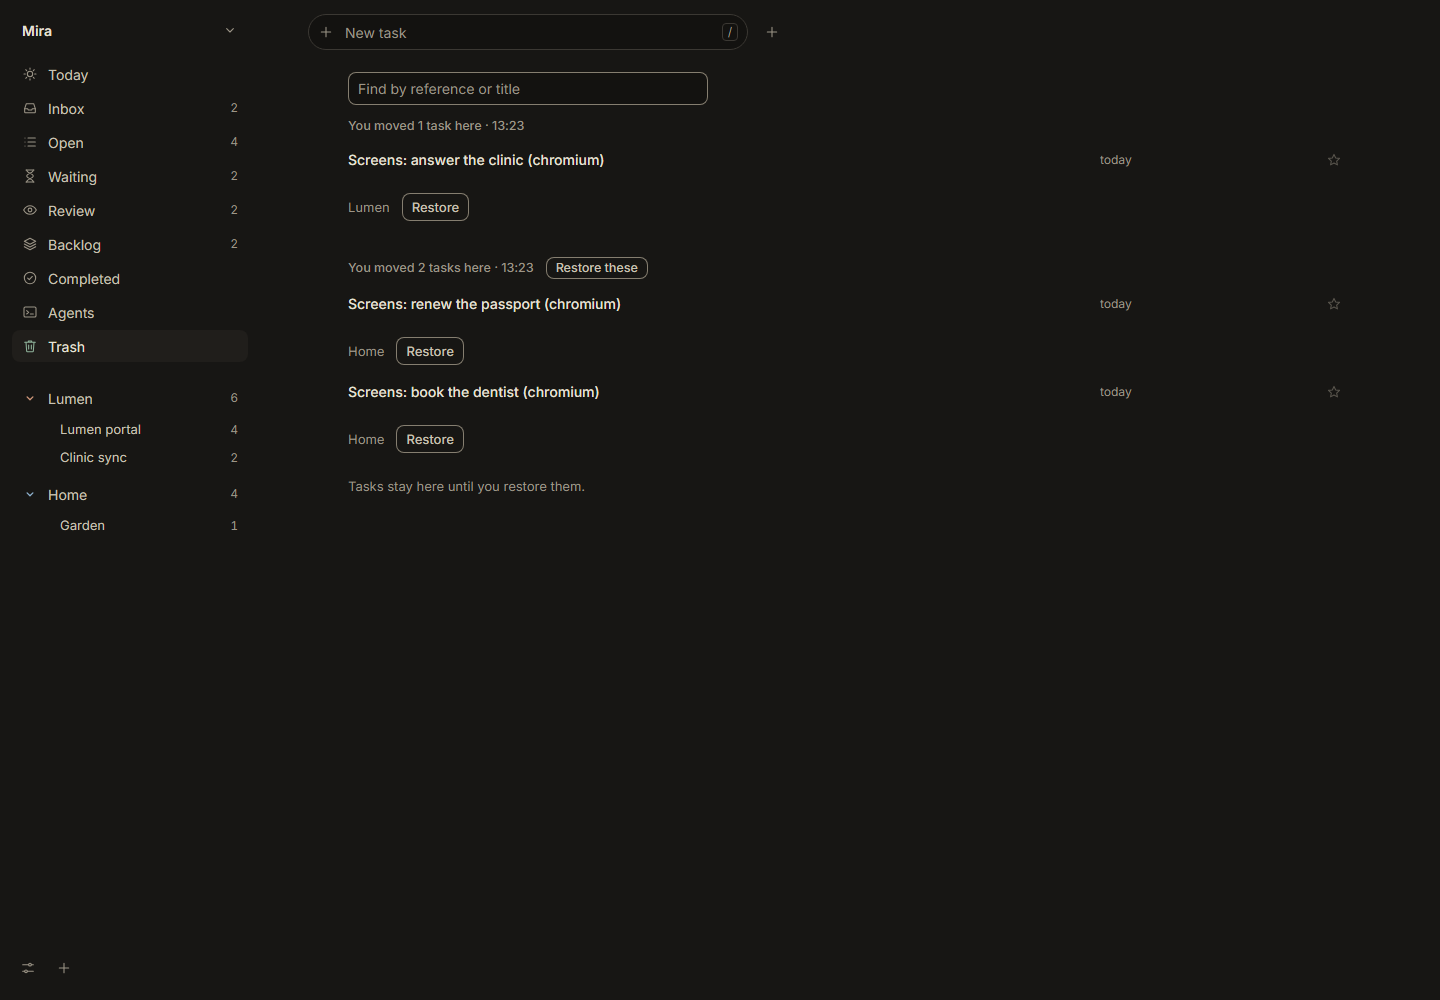 Mira
Today
Inbox 2
Open 4
Waiting 2
Review 2
Backlog 2
Completed
Agents
Trash
Lumen 6
Lumen portal 4
Clinic sync 2
Home 4
Garden 1
New task /
Find by reference or title
You moved 1 task here · 13:23
Screens: answer the clinic (chromium) today
Lumen Restore
You moved 2 tasks here · 13:23 Restore these
Screens: renew the passport (chromium) today
Home Restore
Screens: book the dentist (chromium) today
Home Restore
Tasks stay here until you restore them.